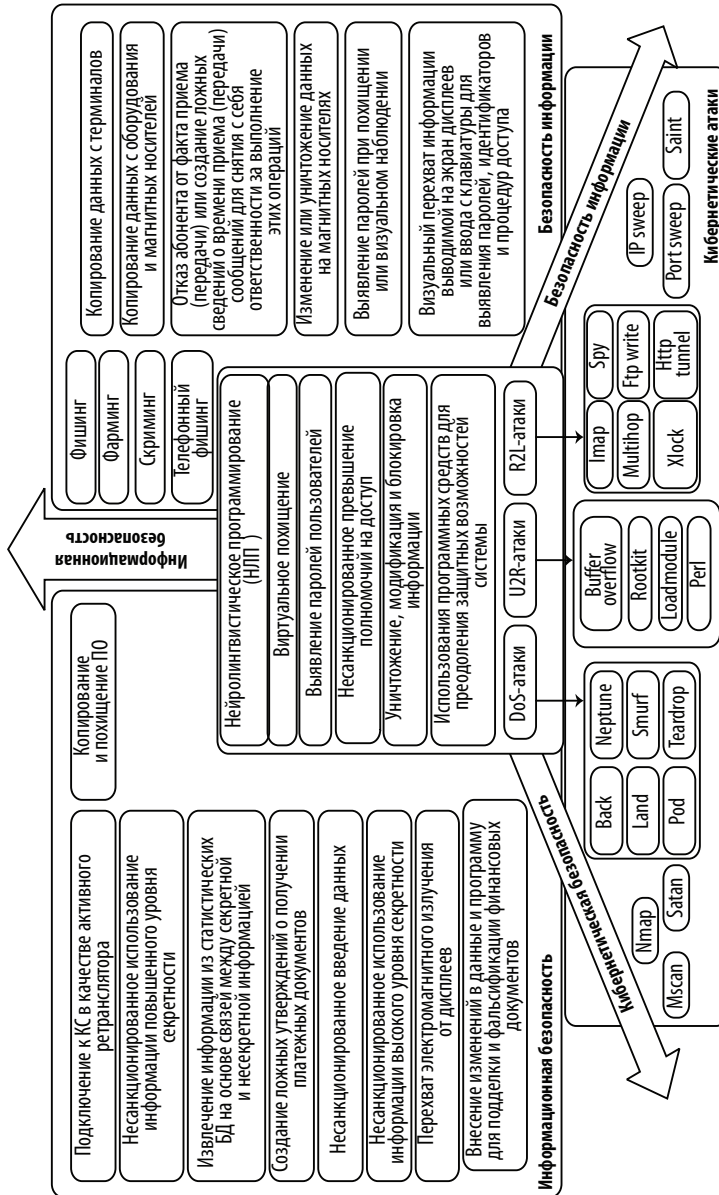 Подключение к КС в качестве активного
ретранслятора
Несанкционированное использование
информации повышенного уровня
секретности
Извлечение информации из статистических
БД на основе связей между секретной
и несекретной информацией
Создание ложных утверждений о получении
платежных документов
Несанкционированное введение данных
Несанкционированное использование
информации высокого уровня секретности
Перехват электромагнитного излучения
от дисплеев
Внесение изменений в данные и программу
для подделки и фальсификации финансовых
документов
Информационная безопасность
Копирование
и похищение ПО
Информационная
безопасность
Фишинг
Фарминг
Скриминг
Телефонный
фишинг
Копирование данных с терминалов
Копирование данных с оборудования
и магнитных носителей
Отказ абонента от факта приема
(передачи) или создание ложных
сведений о времени приема (передачи)
сообщений для снятия с себя
ответственности за выполнение
этих операций
Изменение или уничтожение данных
на магнитных носителях
Выявление паролей при похищении
или визуальном наблюдении
Визуальный перехват информации
выводимой на экран дисплеев
или ввода с клавиатуры для
выявления паролей, идентификаторов
и процедур доступа
Безопасность информации
Нейролингвистическое программирование
(НЛП )
Виртуальное похищение
Выявление паролей пользователей
Несанкционированное превышение
полномочий на доступ
Уничтожение, модификация и блокировка
информации
Использования программных средств для
преодоления защитных возможностей
системы
DoS-атаки
U2R-атаки
R2L-атаки
Кибернетическая безопасность
Безопасность информации
Mscan
Nmap
Satan
Back
Neptune
Land
Smurf
Pod
Teardrop
Buffer
overflow
Rootkit
Loadmodule
Perl
Imap
Spy
Multihop
Ftp write
Xlock
Http
tunnel
IP sweep
Port sweep
Saint
Кибернетические атаки